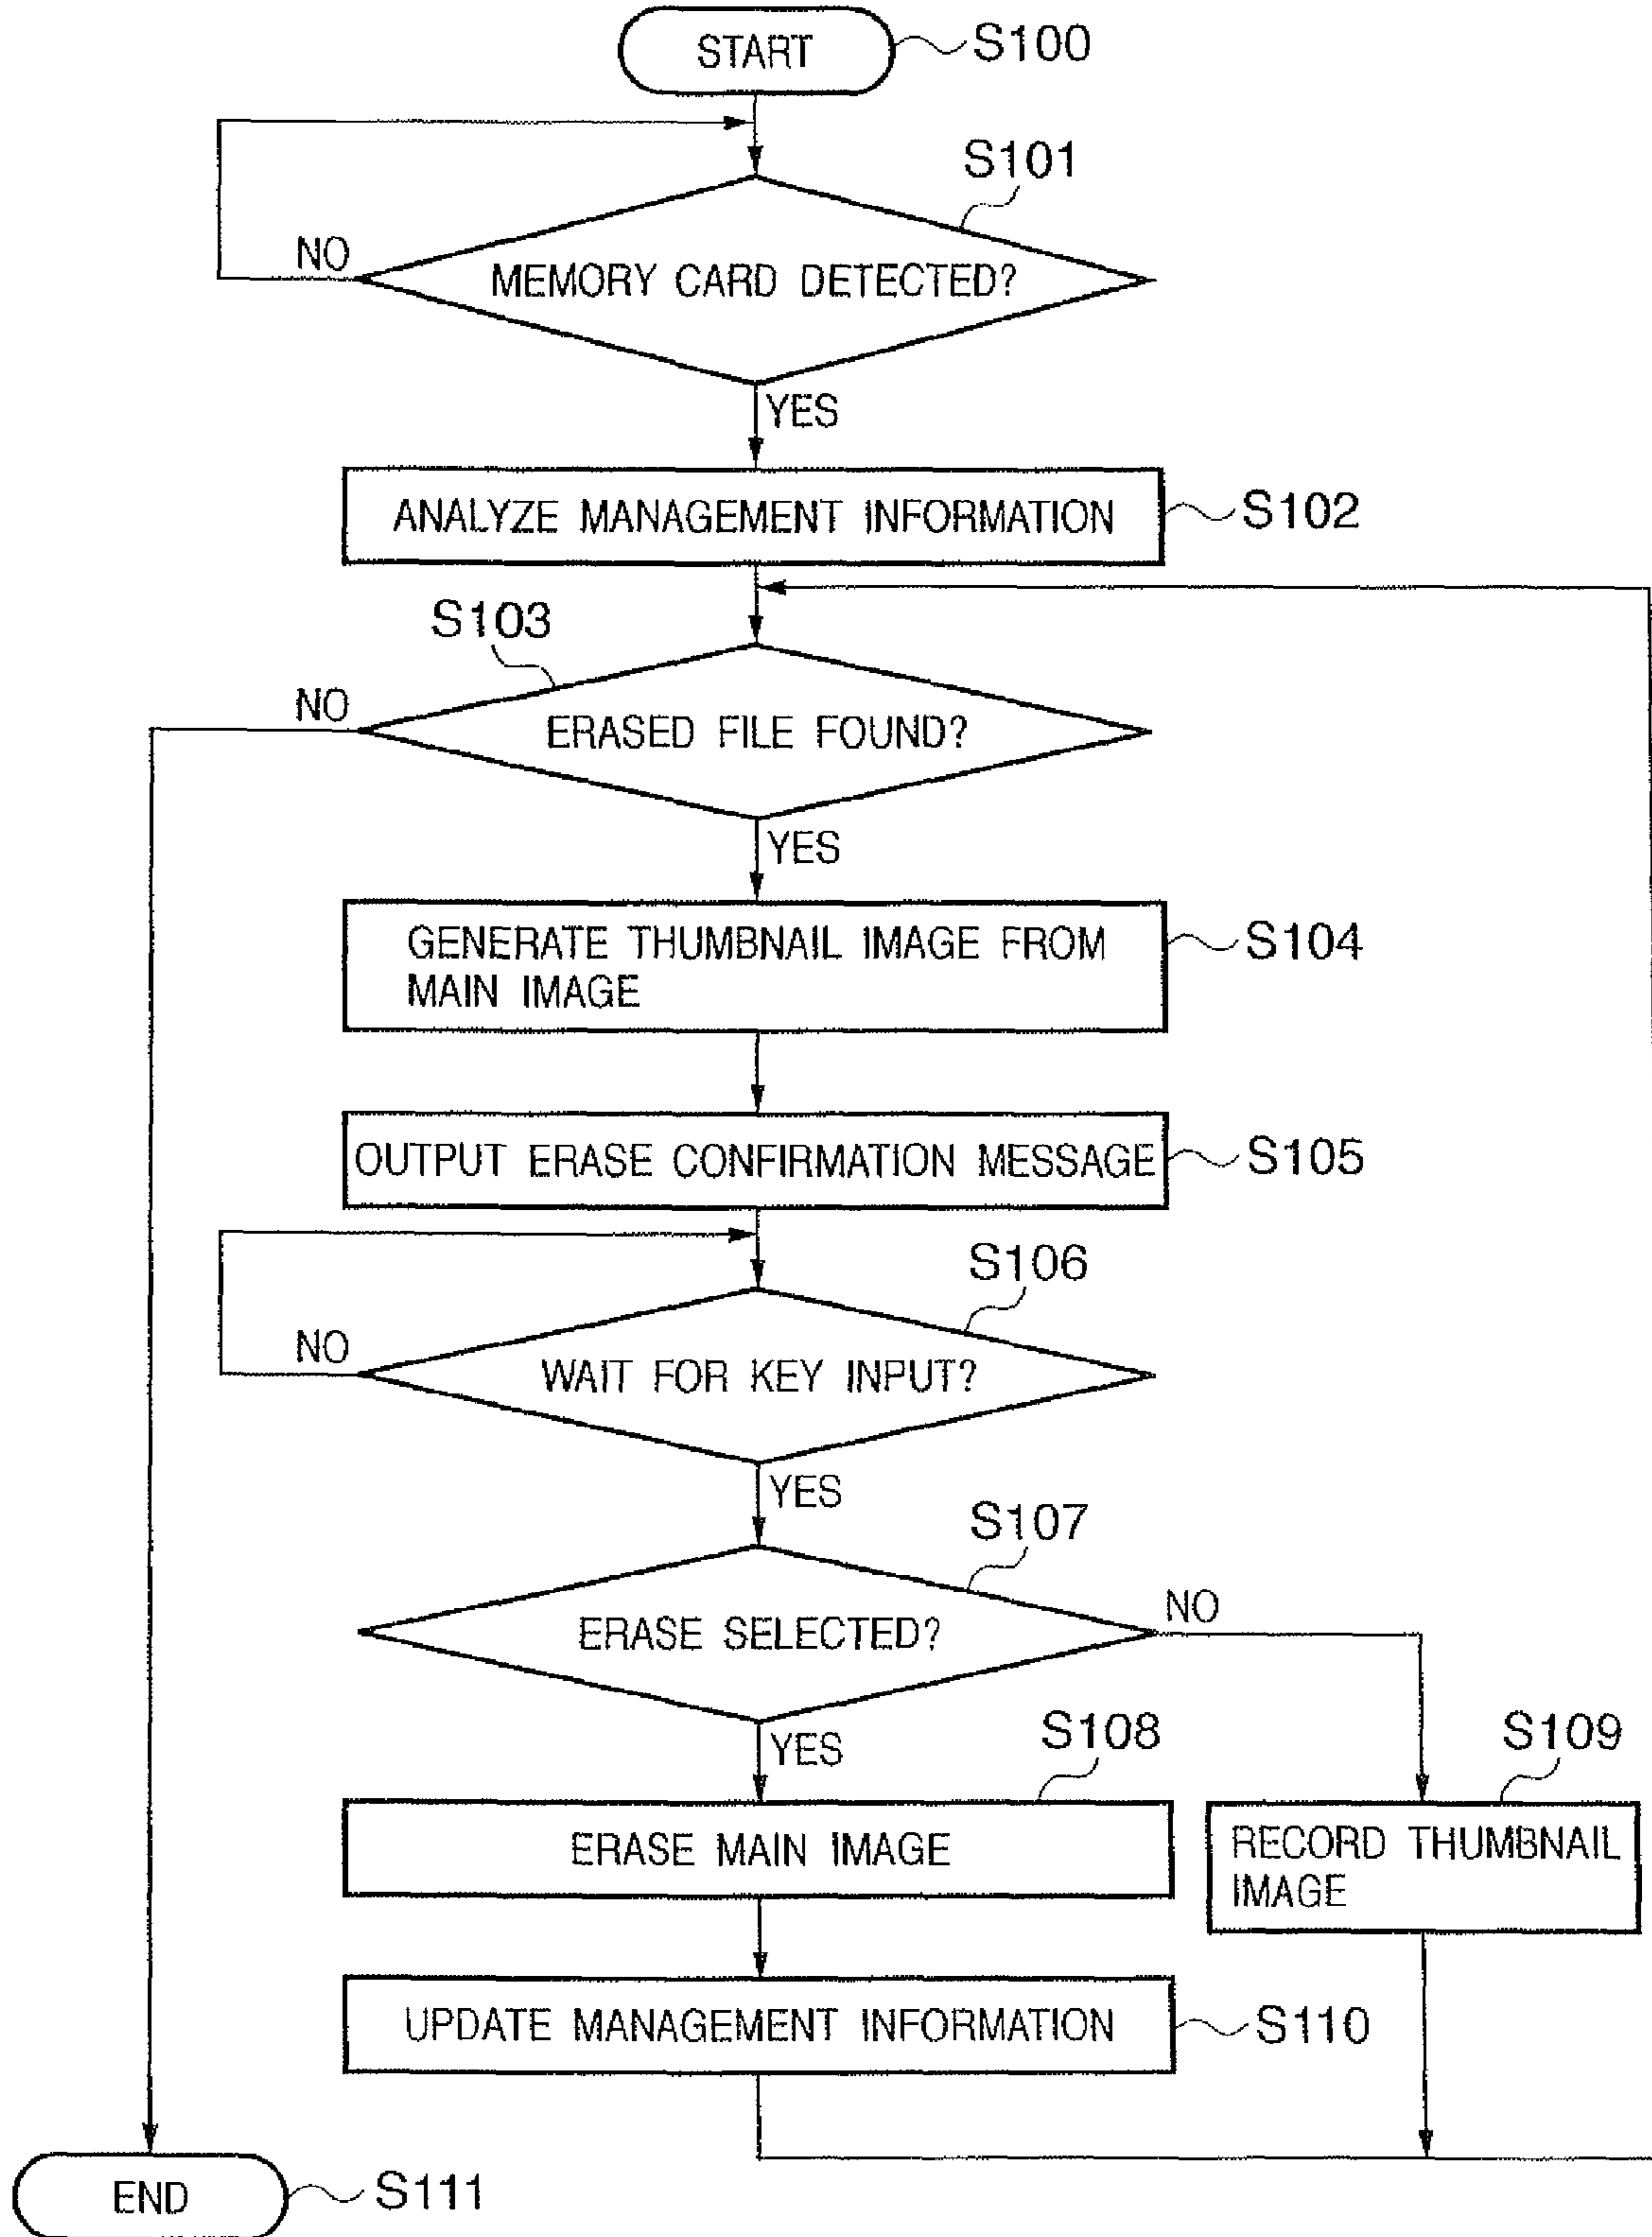 START
S100
S101
NO
MEMORY CARD DETECTED?
YES
ANALYZE MANAGEMENT INFORMATION
S102
S103
NO
ERASED FILE FOUND?
YES
GENERATE THUMBNAIL IMAGE FROM
MAIN IMAGE
S104
OUTPUT ERASE CONFIRMATION MESSAGE
S105
S106
NO
WAIT FOR KEY INPUT?
YES
S107
NO
ERASE SELECTED?
YES
S108
S109
ERASE MAIN IMAGE
RECORD THUMBNAIL
IMAGE
UPDATE MANAGEMENT INFORMATION
S110
END
S111